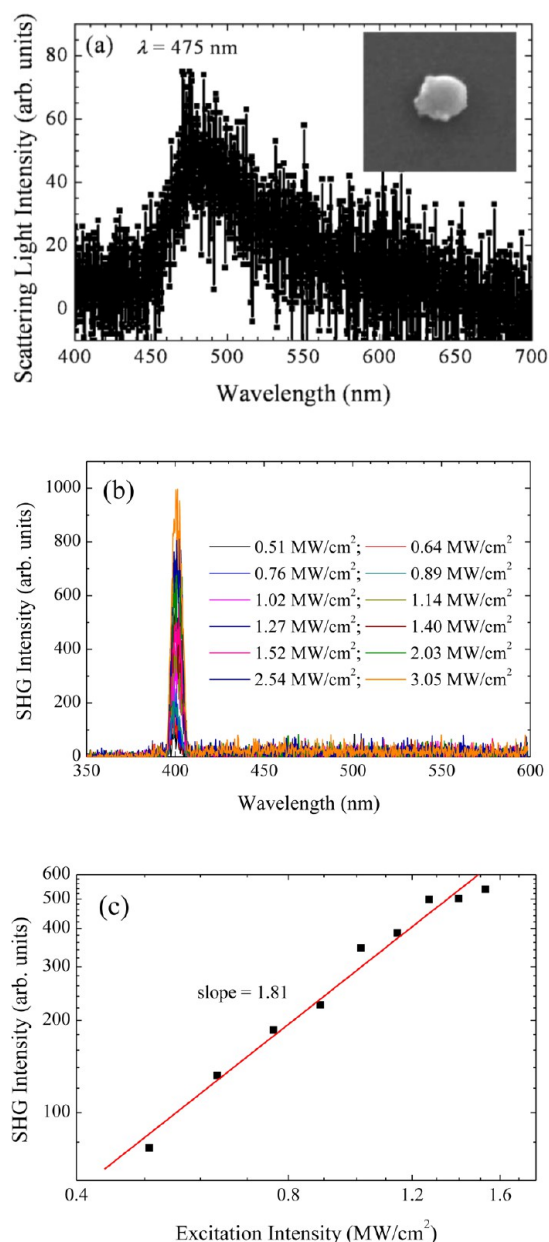 (a) λ = 475 nm
Scattering Light Intensity (arb. units)
80
60
40
20
0
400 450 500 550 600 650 700
Wavelength (nm)
(b)
SHG Intensity (arb. units)
1000
800
600
400
200
0
0.51 MW/cm²; 0.64 MW/cm²
0.76 MW/cm²; 0.89 MW/cm²
1.02 MW/cm²; 1.14 MW/cm²
1.27 MW/cm²; 1.40 MW/cm²
1.52 MW/cm²; 2.03 MW/cm²
2.54 MW/cm²; 3.05 MW/cm²
350 400 450 500 550 600
Wavelength (nm)
(c)
SHG Intensity (arb. units)
600
500
400
300
200
100
slope = 1.81
0.4 0.8 1.2 1.6
Excitation Intensity (MW/cm²)